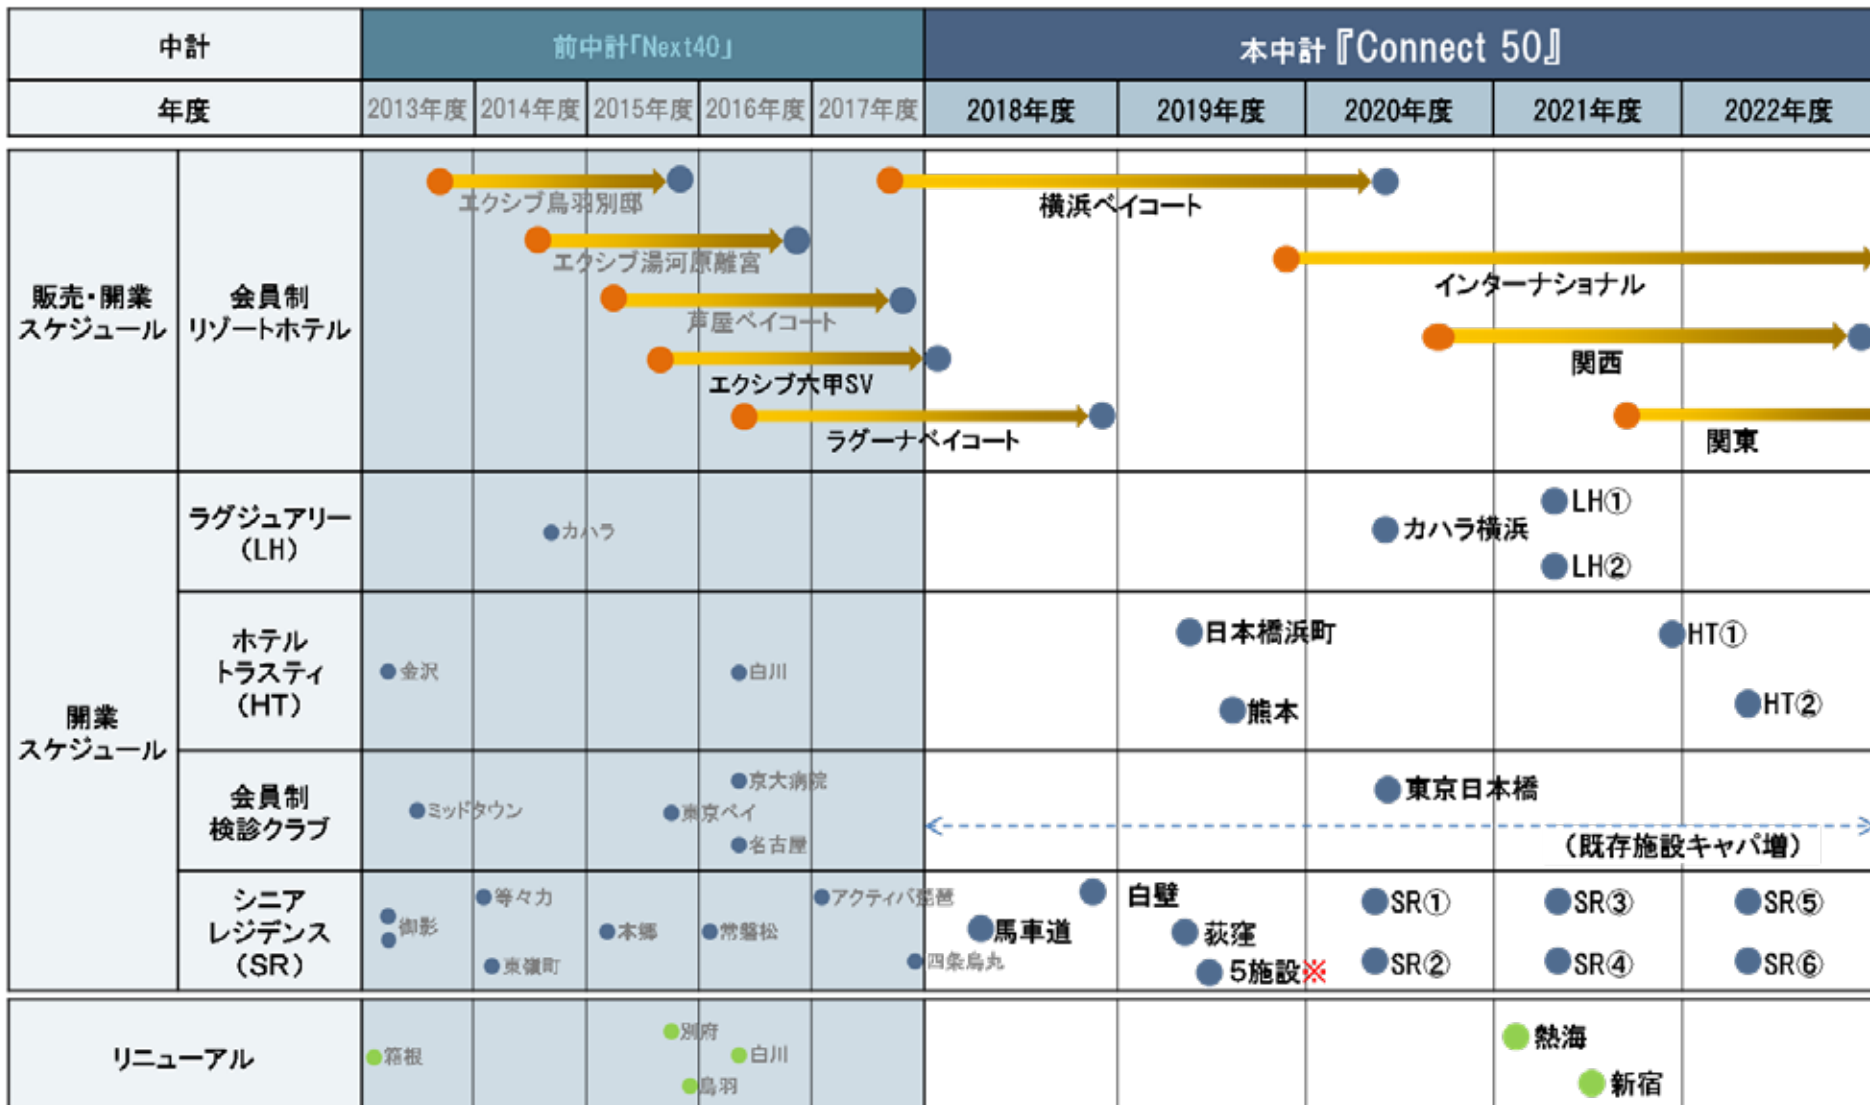 中計
前中計「Next40」
本中計『Connect 50』
年度
2013年度
2014年度
2015年度
2016年度
2017年度
2018年度
2019年度
2020年度
2021年度
2022年度
販売・開業
スケジュール
会員制
リゾートホテル
エクシブ鳥羽別邸
横浜ベイコート
エクシブ湯河原離宮
インターナショナル
芦屋ベイコート
関西
エクシブ六甲SV
ラグーナベイコート
関東
開業
スケジュール
ラグジュアリー
(LH)
カハラ
カハラ横浜
LH①
LH②
ホテル
トラスティ
(HT)
金沢
白川
日本橋浜町
熊本
HT①
HT②
会員制
検診クラブ
ミッドタウン
京大病院
東京ベイ
名古屋
東京日本橋
(既存施設キャパ増)
シニア
レジデンス
(SR)
御影
等々力
東嶺町
本郷
常磐松
アクティバ琵琶
四条烏丸
馬車道
白壁
荻窪
5施設※
SR①
SR②
SR③
SR④
SR⑤
SR⑥
リニューアル
箱根
別府
鳥羽
白川
熱海
新宿